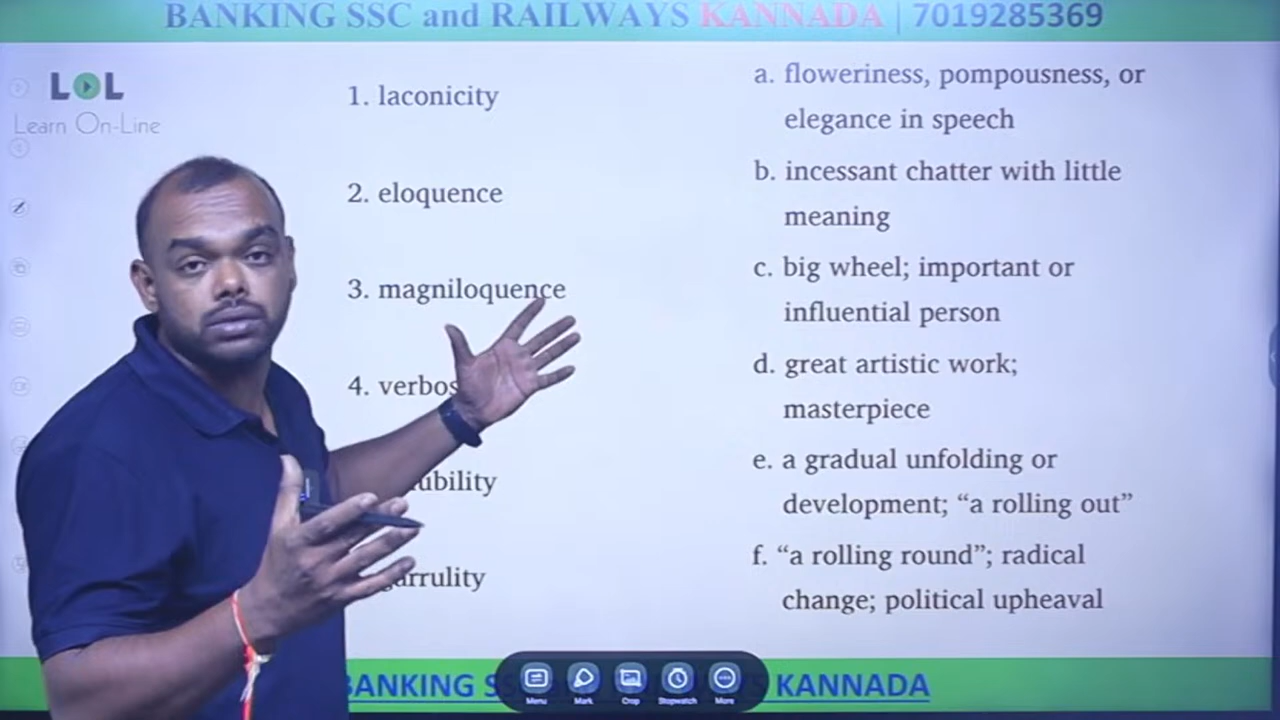 BANKING SSC and RAILWAYS KANNADA | 7019285369
LOL
Learn On-Line
1. laconicity
2. eloquence
3. magniloquence
4.
a. floweriness, pompousness, or
elegance in speech
b. incessant chatter with little
meaning
c. big wheel; important or
influential person
d. great artistic work;
masterpiece
e. a gradual unfolding or
development; “a rolling out”
f. “a rolling round”; radical
change; political upheaval
BANKING KANNADA
Menu
Mark
Crop
Stopwatch
More